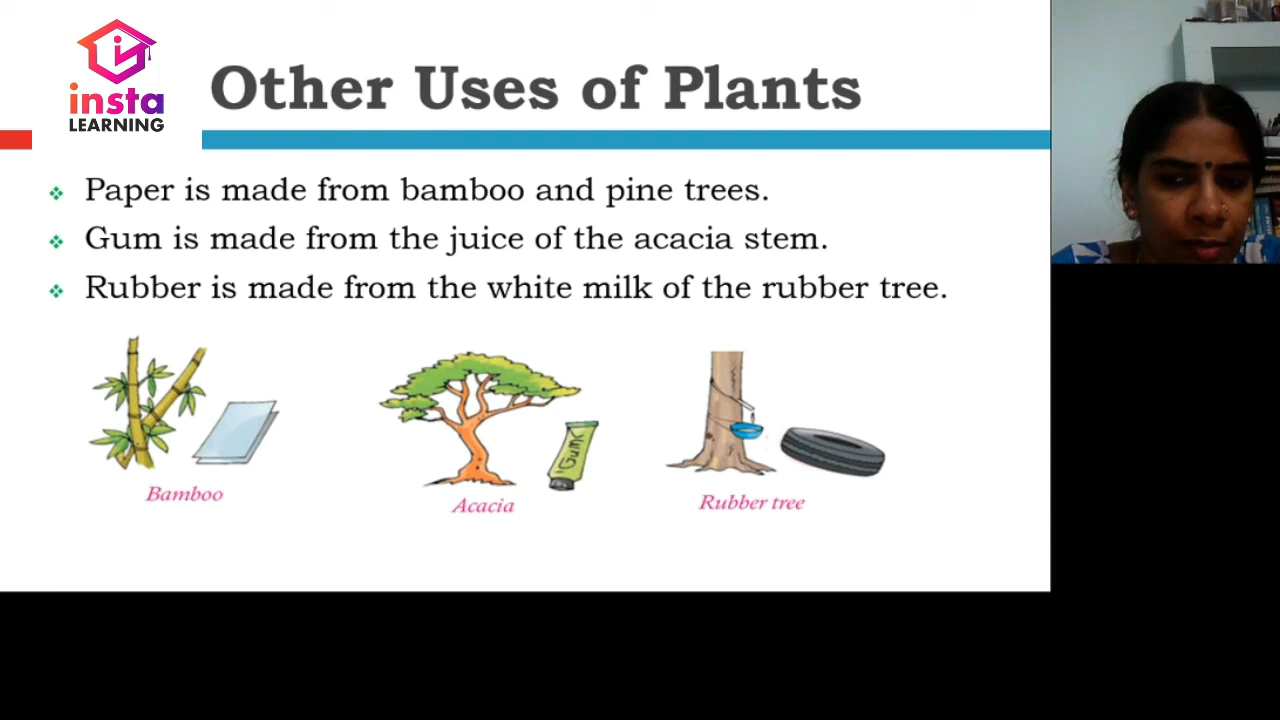 insta
LEARNING
Other Uses of Plants
Paper is made from bamboo and pine trees.
Gum is made from the juice of the acacia stem.
Rubber is made from the white milk of the rubber tree.
Gum
Bamboo
Acacia
Rubber tree